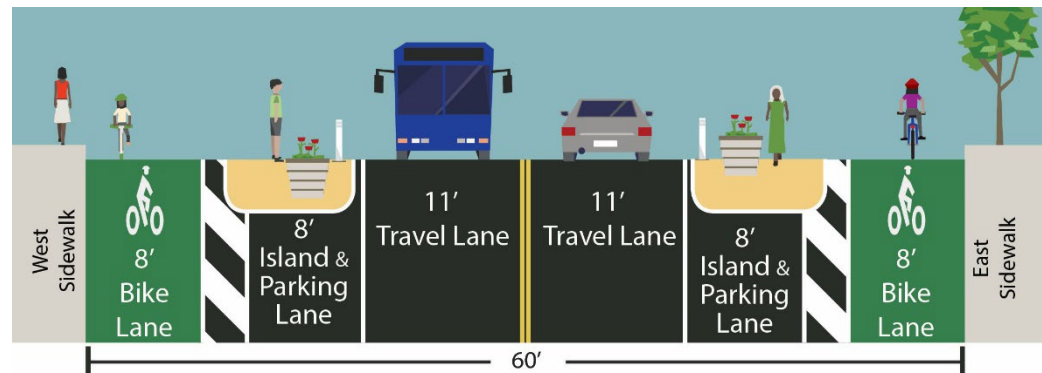 West
Sidewalk
8’
Bike
Lane
8’
Island &
Parking
Lane
11’
Travel Lane
11’
Travel Lane
8’
Island &
Parking
Lane
8’
Bike
Lane
East
Sidewalk
60’